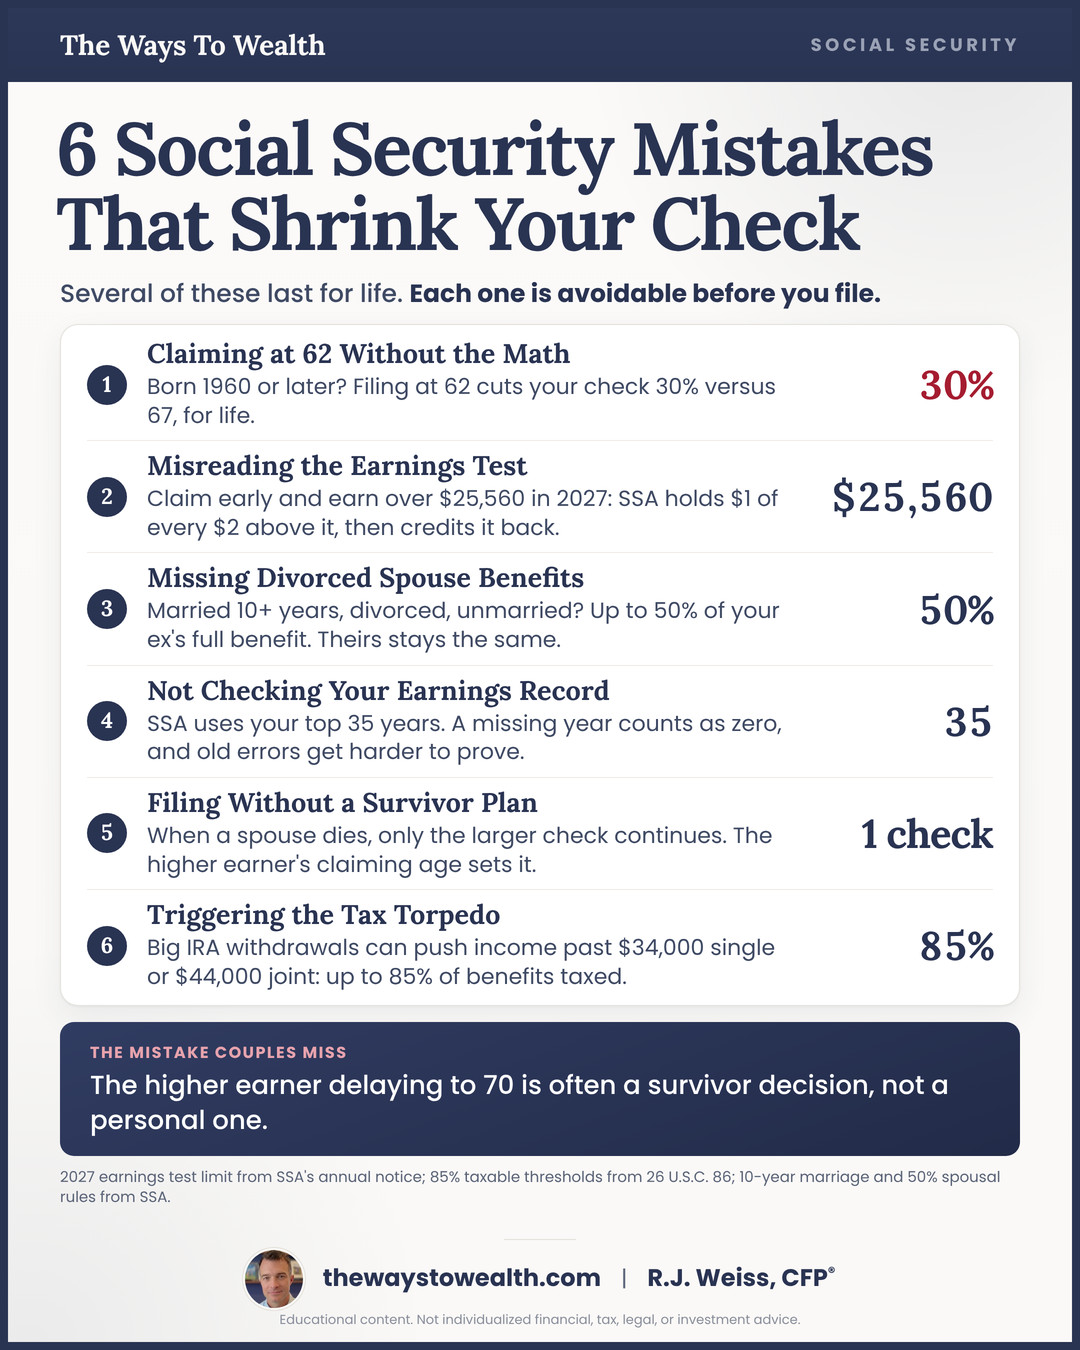 The Ways To Wealth
SOCIAL SECURITY
6 Social Security Mistakes
That Shrink Your Check
Several of these last for life. Each one is avoidable before you file.
1
Claiming at 62 Without the Math
Born 1960 or later? Filing at 62 cuts your check 30% versus
67, for life.
30%
2
Misreading the Earnings Test
Claim early and earn over $25,560 in 2027: SSA holds $1 of
every $2 above it, then credits it back.
$25,560
3
Missing Divorced Spouse Benefits
Married 10+ years, divorced, unmarried? Up to 50% of your
ex's full benefit. Theirs stays the same.
50%
4
Not Checking Your Earnings Record
SSA uses your top 35 years. A missing year counts as zero,
and old errors get harder to prove.
35
5
Filing Without a Survivor Plan
When a spouse dies, only the larger check continues. The
higher earner's claiming age sets it.
1 check
6
Triggering the Tax Torpedo
Big IRA withdrawals can push income past $34,000 single
or $44,000 joint: up to 85% of benefits taxed.
85%
THE MISTAKE COUPLES MISS
The higher earner delaying to 70 is often a survivor decision, not a
personal one.
2027 earnings test limit from SSA's annual notice; 85% taxable thresholds from 26 U.S.C. 86; 10-year marriage and 50% spousal
rules from SSA.
thewaystowealth.com | R.J. Weiss, CFP®
Educational content. Not individualized financial, tax, legal, or investment advice.